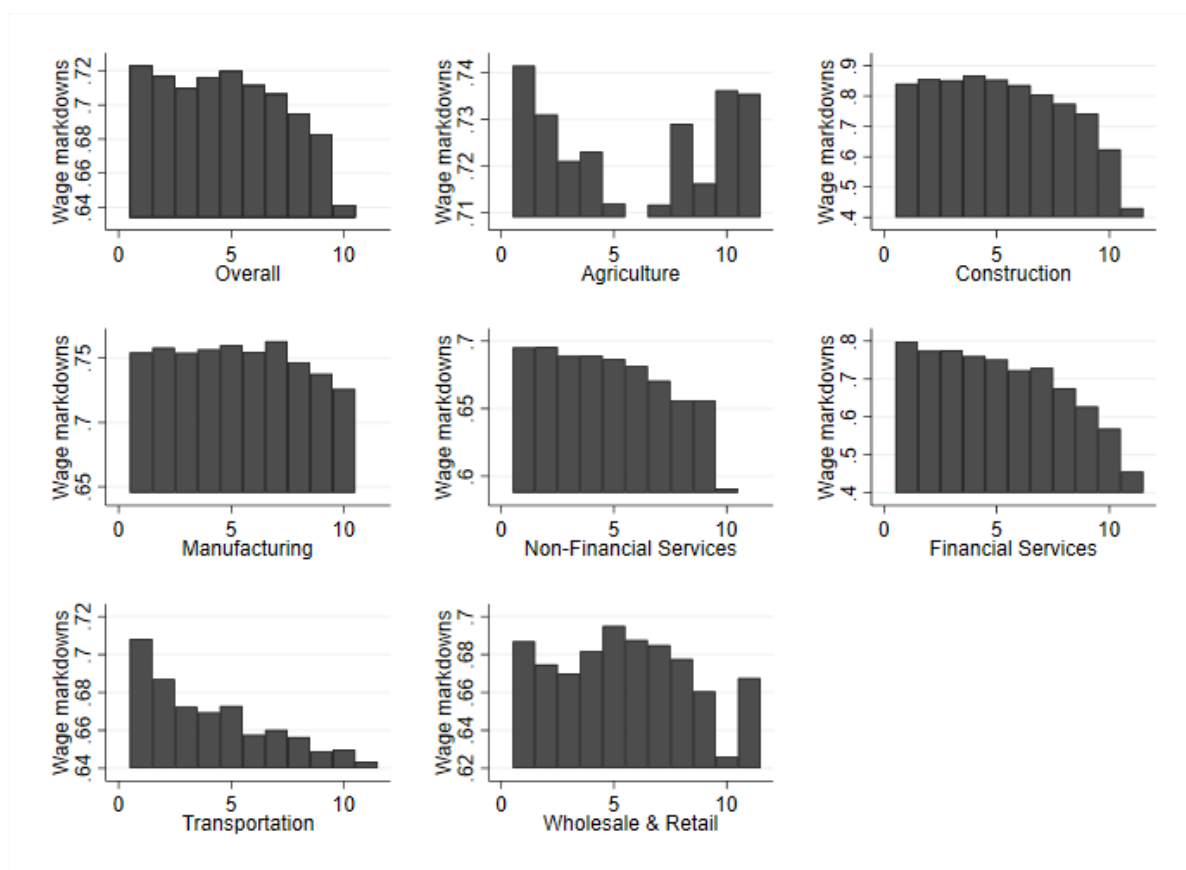 Wage markdowns
.64 .66 .68 .7 .72
0 5 10
Overall
Wage markdowns
.71 .72 .73 .74
0 5 10
Agriculture
Wage markdowns
.4 .5 .6 .7 .8 .9
0 5 10
Construction
Wage markdowns
.65 .7 .75
0 5 10
Manufacturing
Wage markdowns
.6 .65 .7
0 5 10
Non-Financial Services
Wage markdowns
.4 .5 .6 .7 .8
0 5 10
Financial Services
Wage markdowns
.64 .66 .68 .7 .72
0 5 10
Transportation
Wage markdowns
.62 .64 .66 .68 .7
0 5 10
Wholesale & Retail